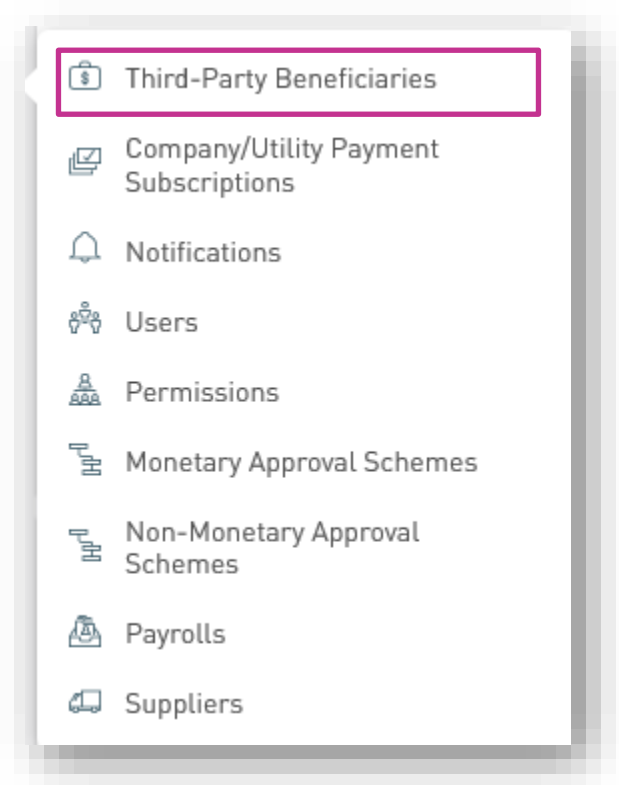 Third-Party Beneficiaries
Company/Utility Payment
Subscriptions
Notifications
Users
Permissions
Monetary Approval Schemes
Non-Monetary Approval
Schemes
Payrolls
Suppliers